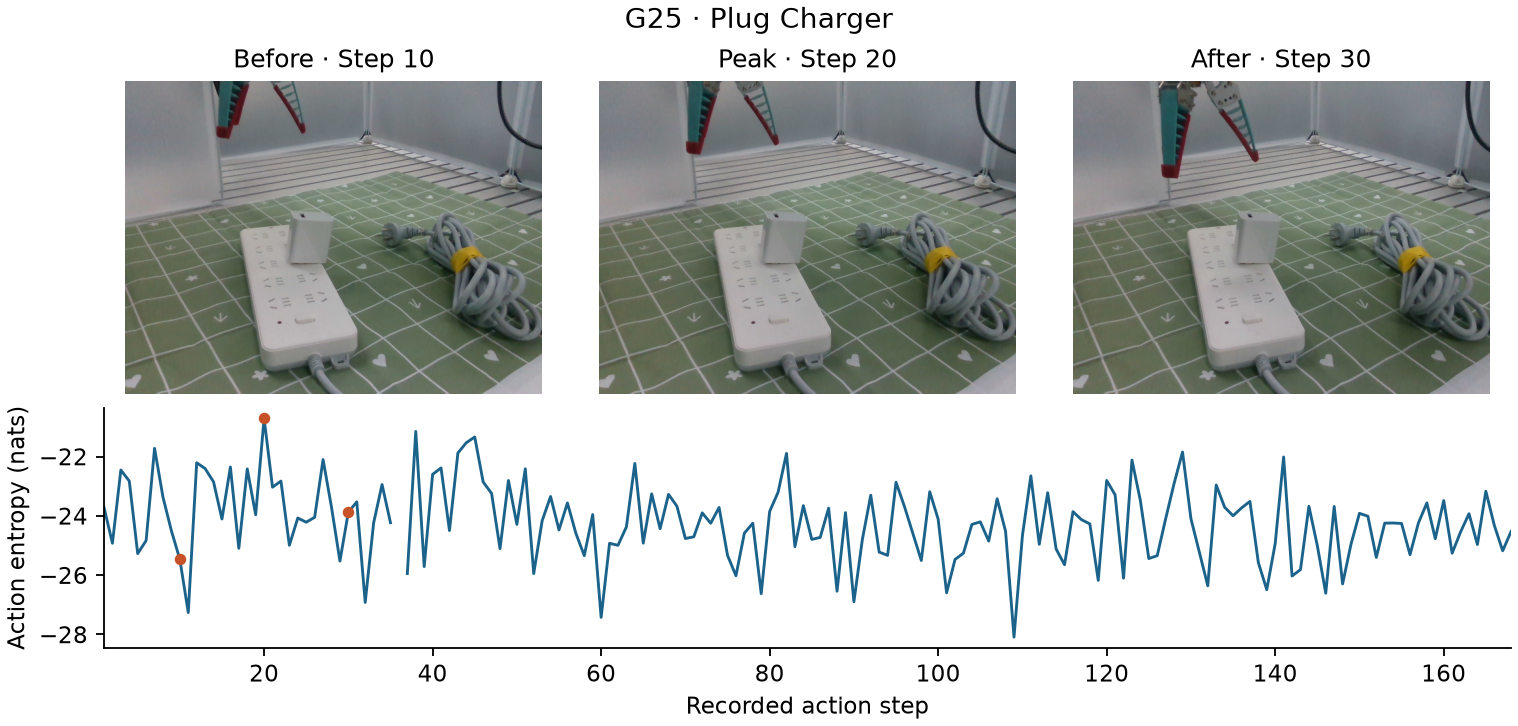 G25 · Plug Charger
Before · Step 10
Peak · Step 20
After · Step 30
Action entropy (nats)
−22
−24
−26
−28
20
40
60
80
100
120
140
160
Recorded action step